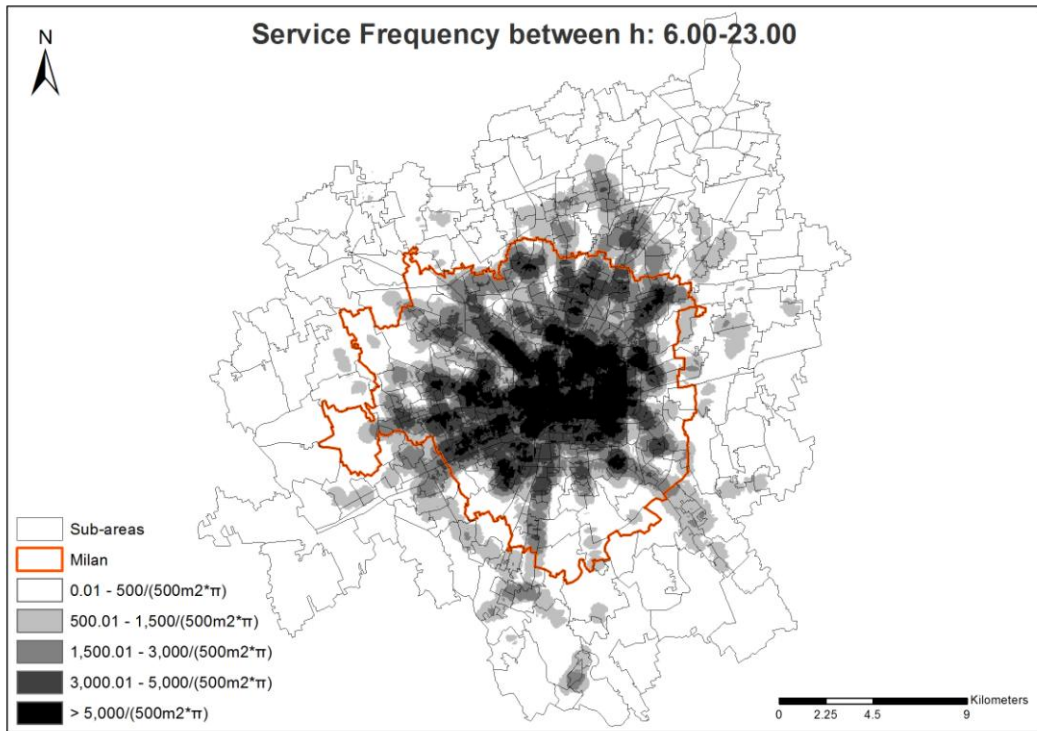 Service Frequency between h: 6.00-23.00
N
Sub-areas
Milan
0.01 - 500/(500m2*π)
500.01 - 1,500/(500m2*π)
1,500.01 - 3,000/(500m2*π)
3,000.01 - 5,000/(500m2*π)
> 5,000/(500m2*π)
Kilometers
0 2.25 4.5 9